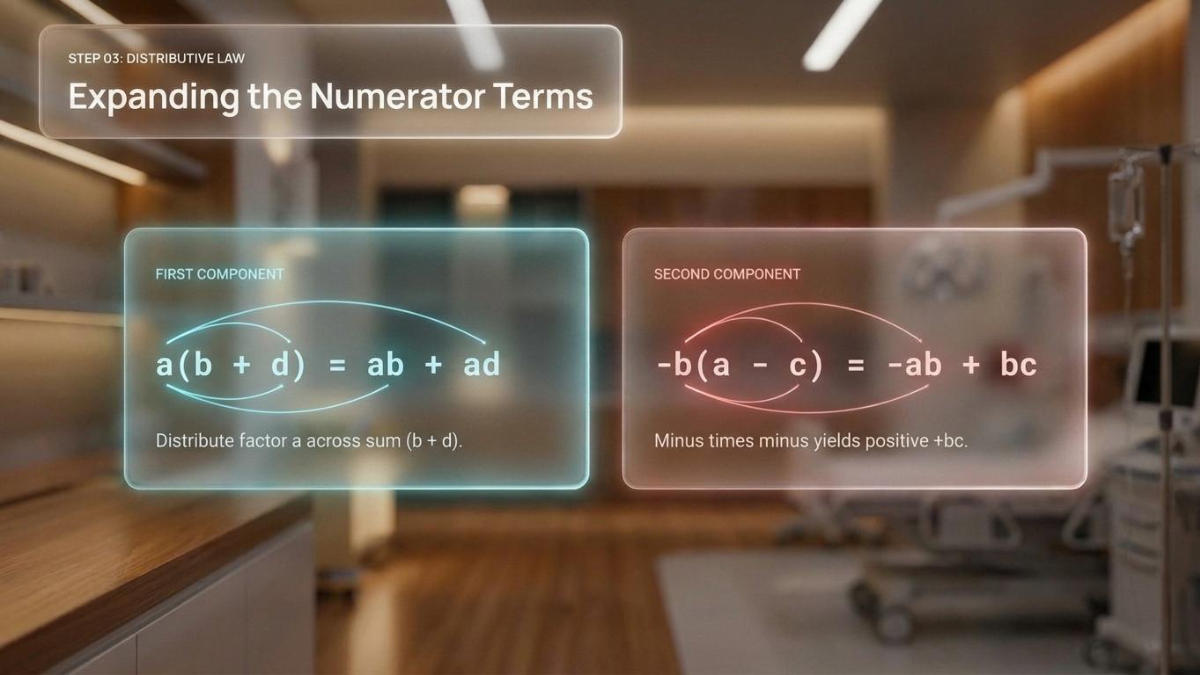 STEP 03: DISTRIBUTIVE LAW
Expanding the Numerator Terms
FIRST COMPONENT
a(b + d) = ab + ad
Distribute factor a across sum (b + d).
SECOND COMPONENT
-b(a - c) = -ab + bc
Minus times minus yields positive +bc.